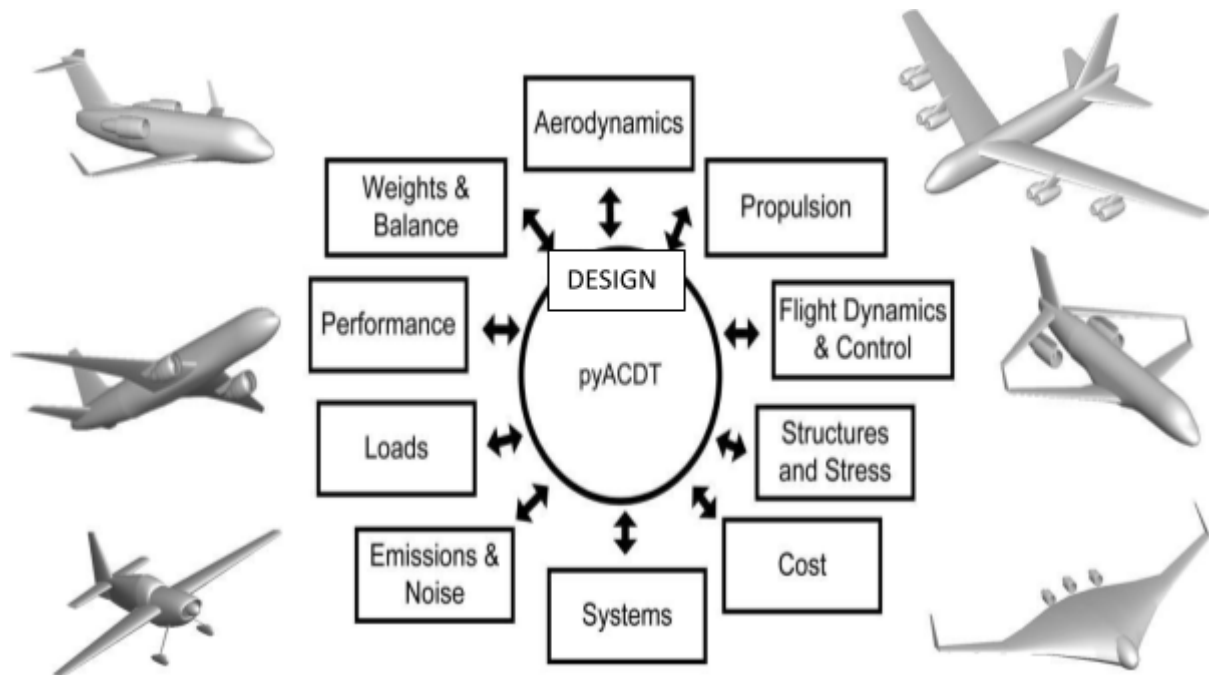 Aerodynamics
Weights &
Balance
Propulsion
DESIGN
Performance
Flight Dynamics
& Control
pyACDT
Loads
Structures
and Stress
Emissions &
Noise
Cost
Systems